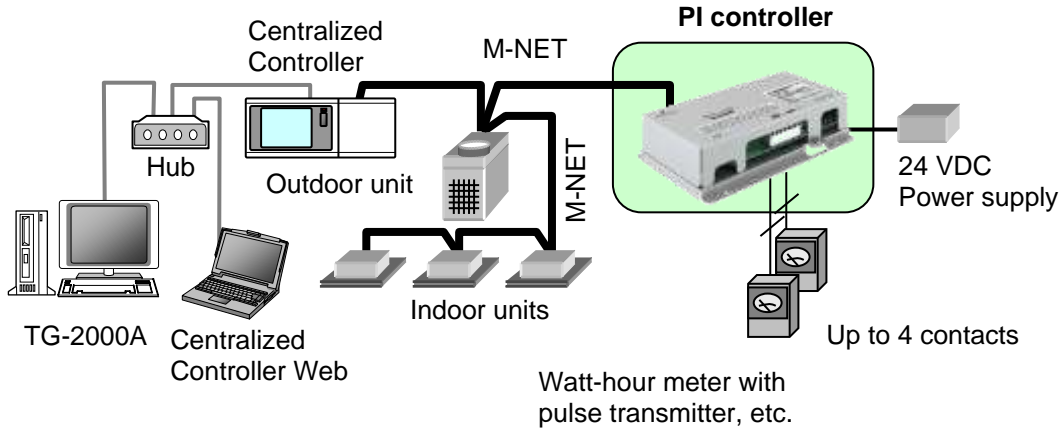 PI controller
Centralized
Controller
M-NET
Hub
Outdoor unit
M-NET
24 VDC
Power supply
Indoor units
TG-2000A
Centralized
Controller Web
Up to 4 contacts
Watt-hour meter with
pulse transmitter, etc.